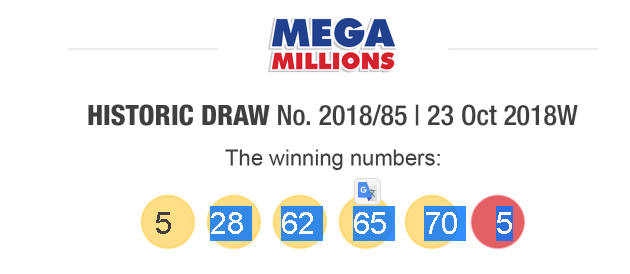 MEGA
MILLIONS
HISTORIC DRAW No. 2018/85 | 23 Oct 2018W
The winning numbers:
5 28 62 65 70 5